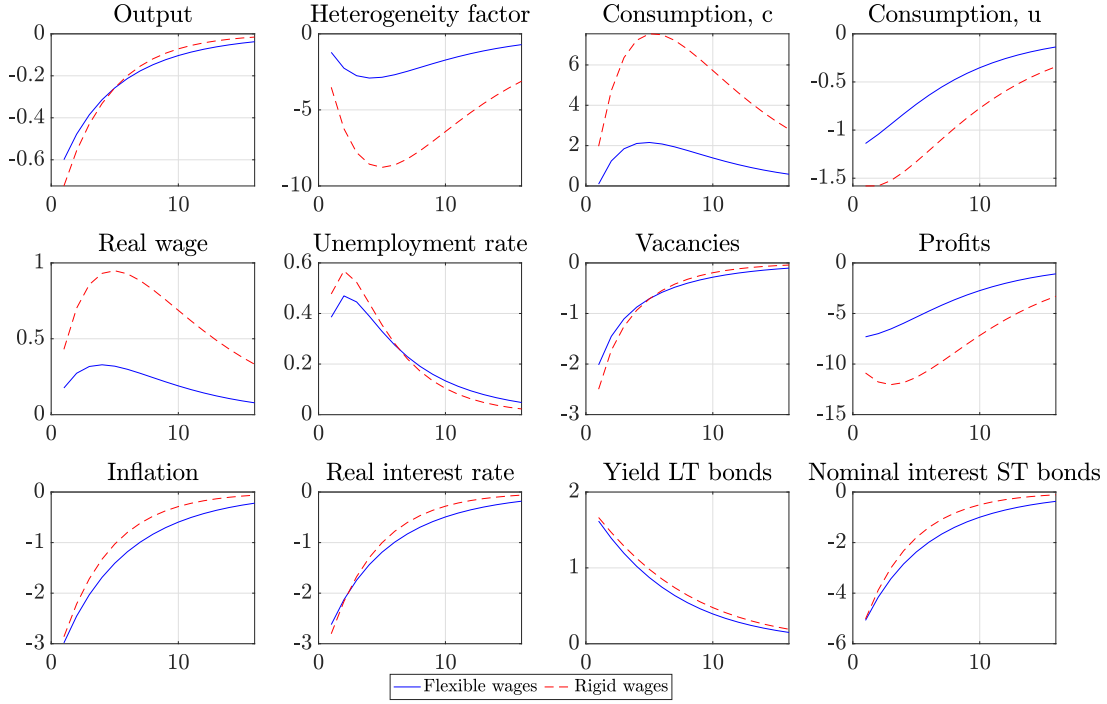 Output Heterogeneity factor Consumption, c Consumption, u
0 0 0
-0.2 6 -0.5
-0.4 -5 4 -1
-0.6 2 -1.5
-10 0
0 10 0 10 0 10 0 10
Real wage Unemployment rate Vacancies Profits
1 0.6 0 0
0.4 -1 -5
0.5
0.2 -2 -10
0 0 -3 -15
0 10 0 10 0 10 0 10
Inflation Real interest rate Yield LT bonds Nominal interest ST bonds
0 0 2 0
-1 -1 -2
1
-2 -2 -4
-3 -3 0 -6
0 10 0 10 0 10 0 10
Flexible wages Rigid wages